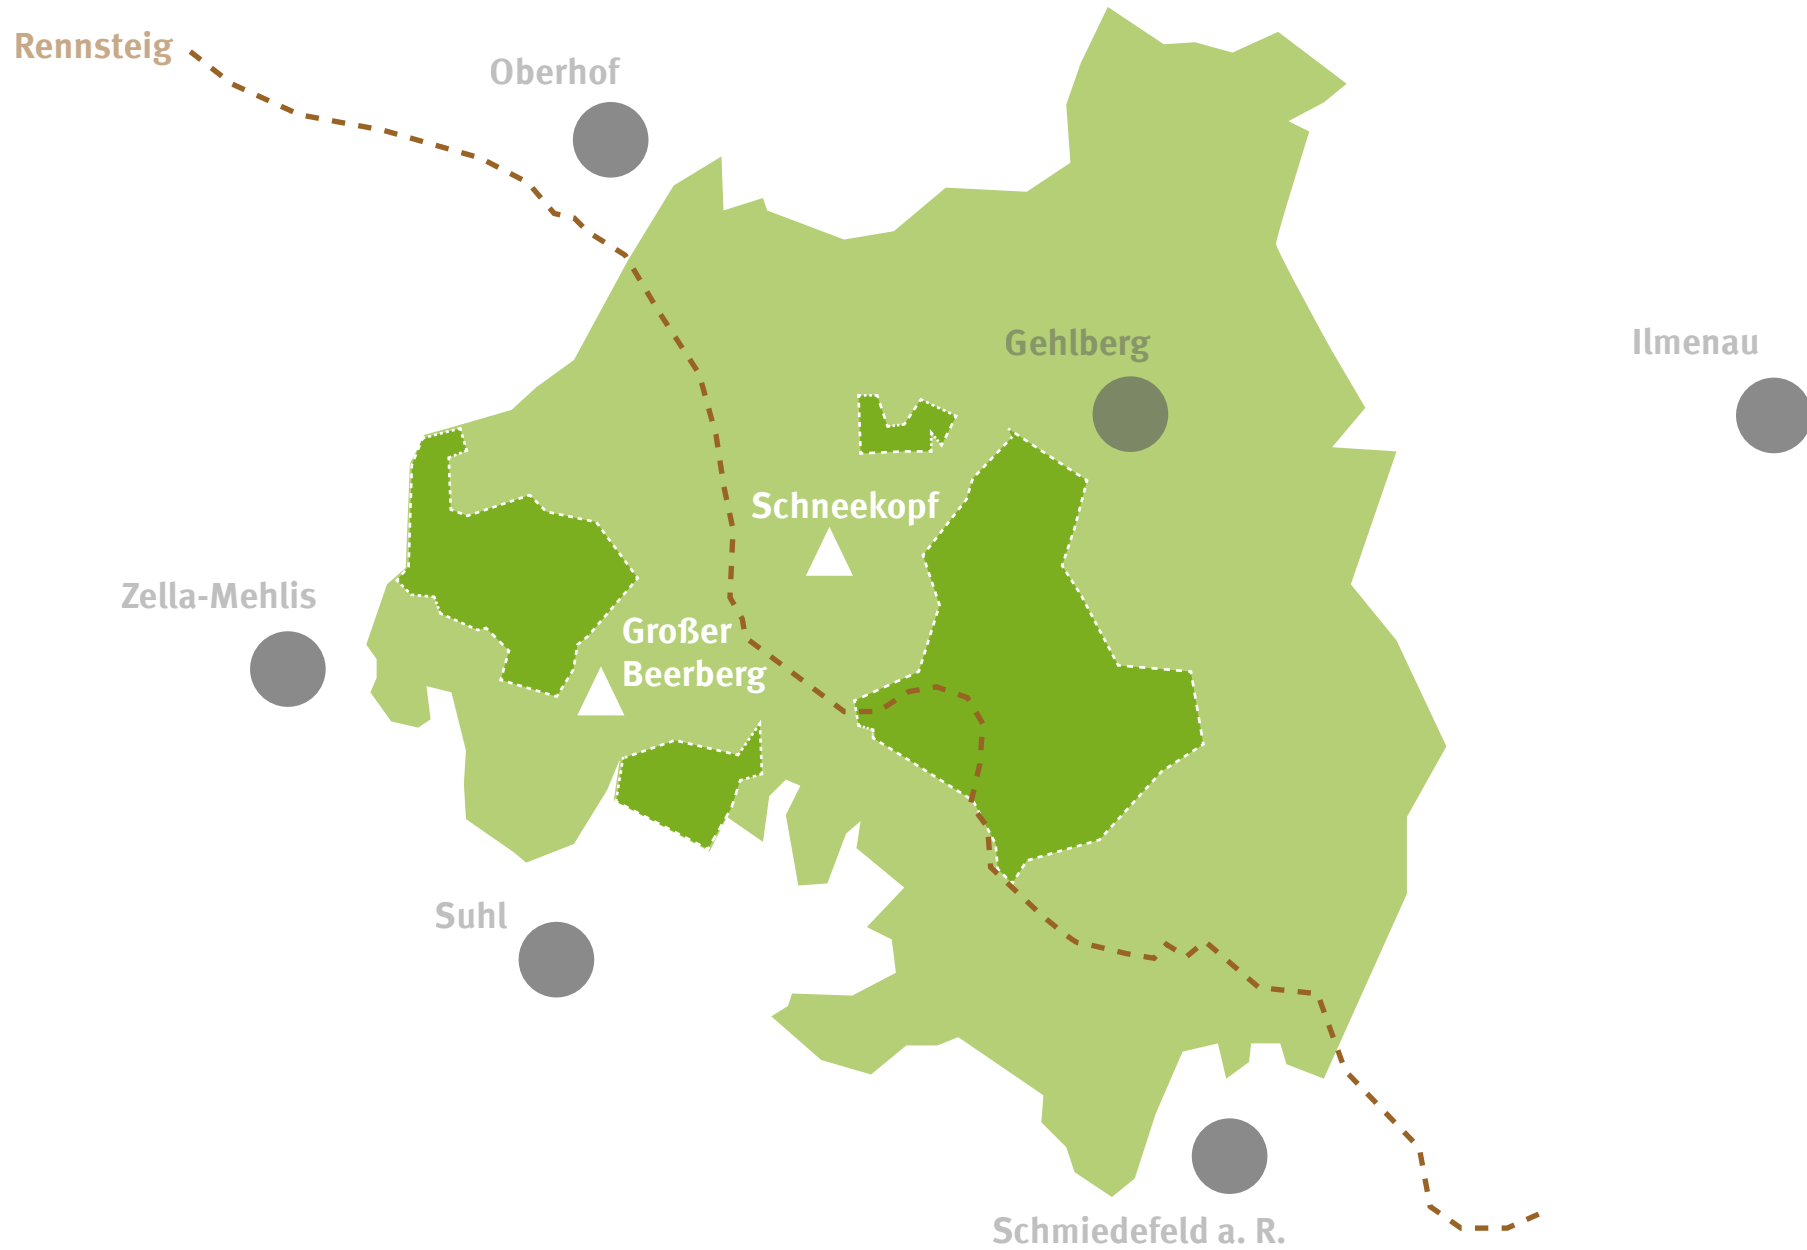 Rennsteig
Oberhof
Gehlberg
Ilmenau
Schneekopf
Zella-Mehlis
Großer
Beerberg
Suhl
Schmiedefeld a. R.